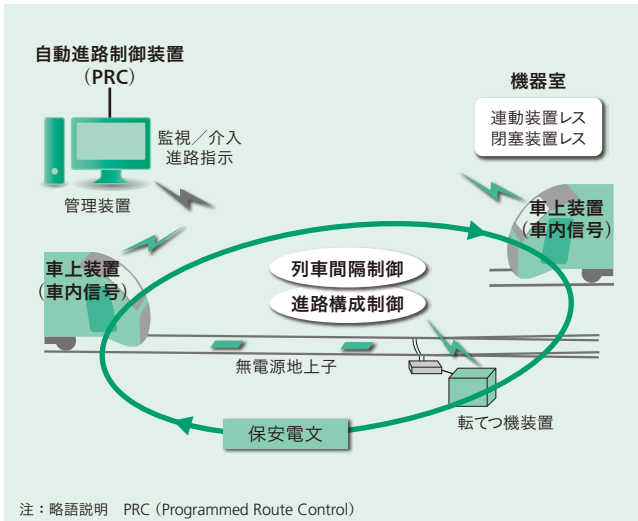 自動進路制御装置
（PRC）
監視／介入
進路指示
管理装置
機器室
連動装置レス
閉塞装置レス
車上装置
（車内信号）
車上装置
（車内信号）
列車間隔制御
進路構成制御
無電源地上子
転てつ機装置
保安電文
注：略語説明　PRC（Programmed Route Control）